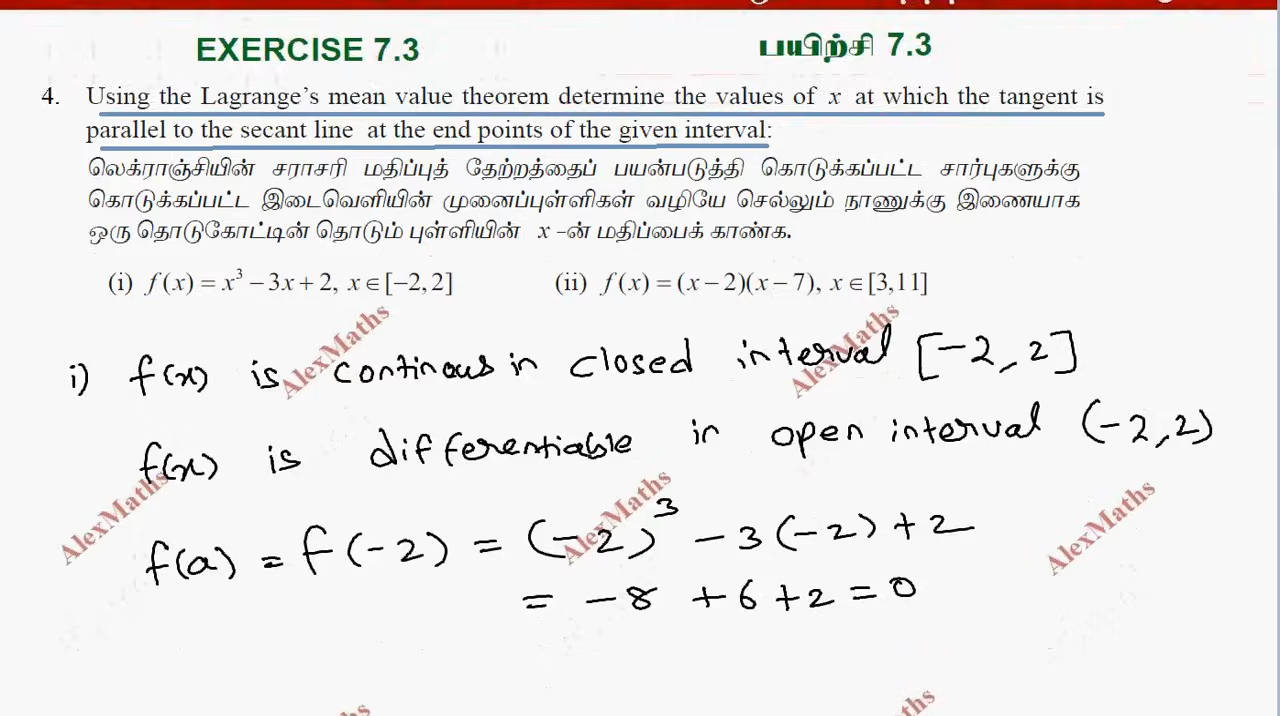 EXERCISE 7.3 பயிற்சி 7.3
4. Using the Lagrange's mean value theorem determine the values of x at which the tangent is
parallel to the secant line at the end points of the given interval:
லெக்ராஞ்சியின் சராசரி மதிப்புத் தேற்றத்தைப் பயன்படுத்தி கொடுக்கப்பட்ட சார்புகளுக்கு
கொடுக்கப்பட்ட இடைவெளியின் முனைப்புள்ளிகள் வழியே செல்லும் நாணுக்கு இணையாக
ஒரு தொடுகோட்டின் தொடும் புள்ளியின் x -ன் மதிப்பைக் காண்க.
(i) f(x) = x³ − 3x + 2, x ∈ [−2, 2] (ii) f(x) = (x − 2)(x − 7), x ∈ [3, 11]
AlexMaths AlexMaths
i) f(x) is continous in closed interval [-2, 2]
f(x) is differentiable in open interval (-2, 2)
AlexMaths AlexMaths AlexMaths
f(a) = f(-2) = (-2)³ - 3(-2) + 2
= -8 + 6 + 2 = 0